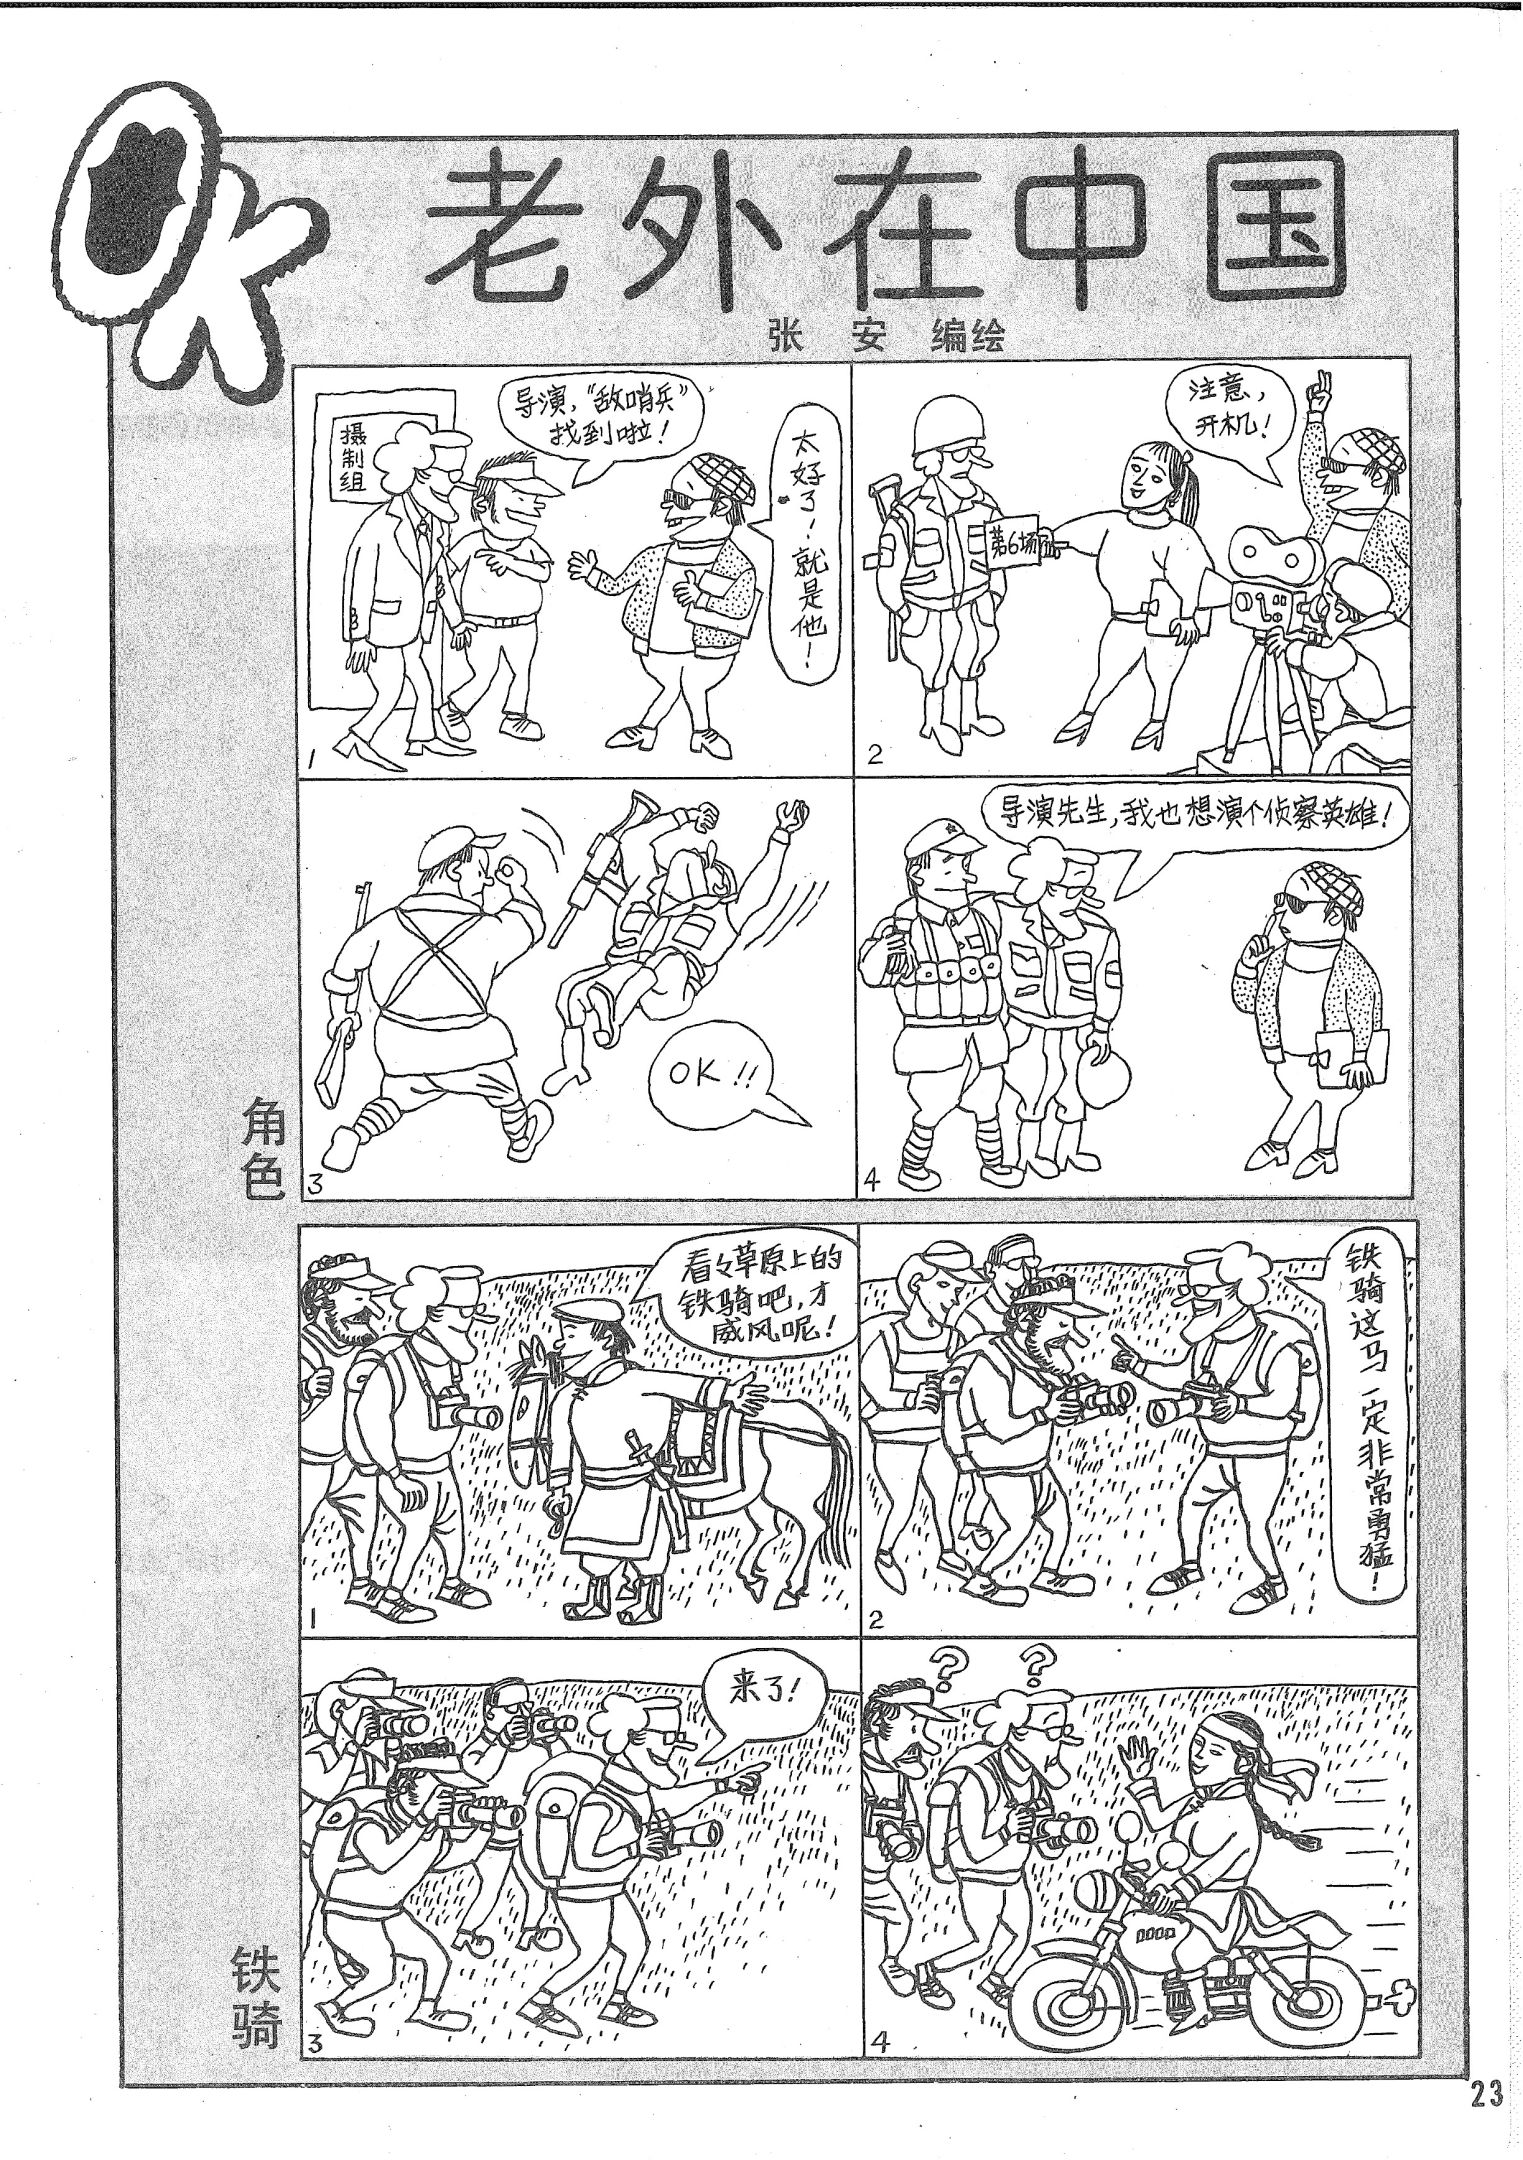 OK
老外在中国
张 安 编绘
角色
摄制组
导演，“敌哨兵”
找到啦！
太好了！就是他！
1
注意，
开机！
第6场
2
OK!!
3
导演先生，我也想演个侦察英雄！
4
铁骑
看々草原上的
铁骑吧，才
威风呢！
1
铁骑这马一定非常勇猛！
2
来了！
3
? ?
4
23